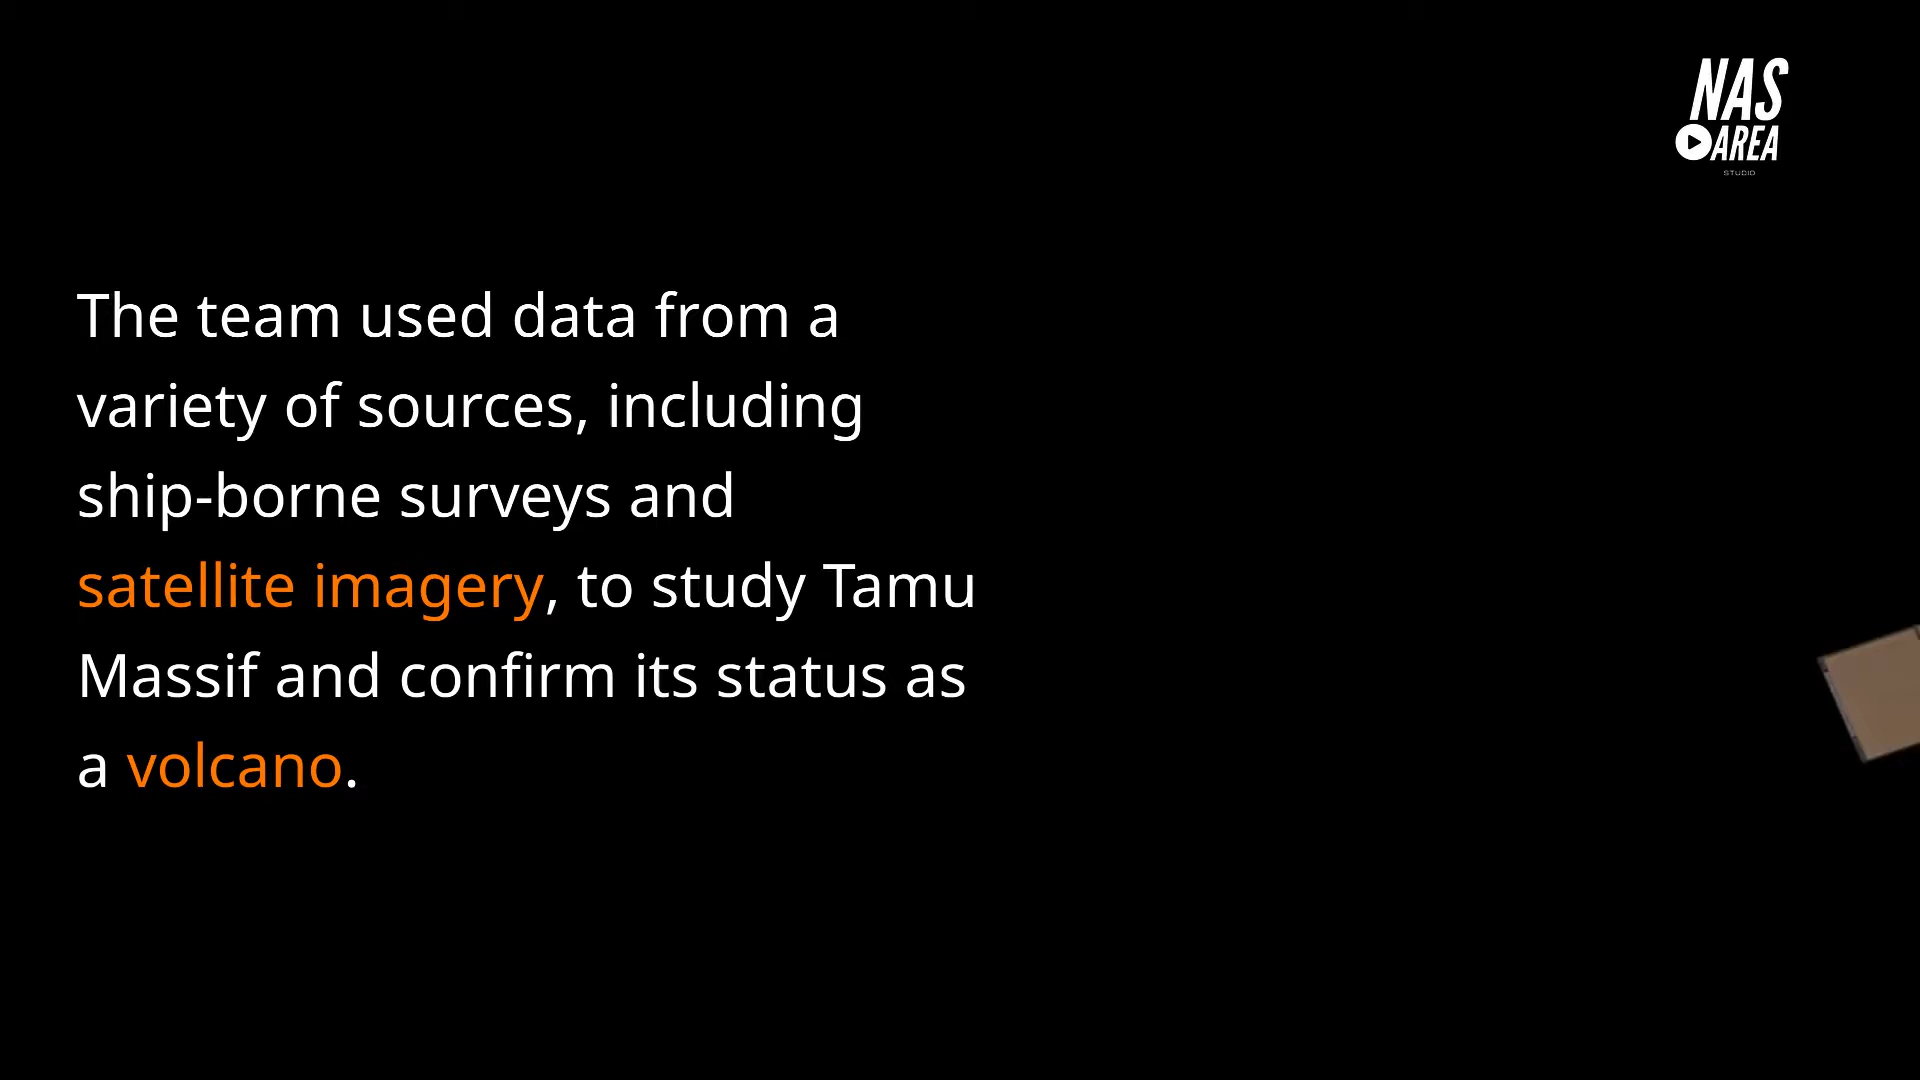 NAS
AREA
STUDIO
The team used data from a
variety of sources, including
ship-borne surveys and
satellite imagery, to study Tamu
Massif and confirm its status as
a volcano.